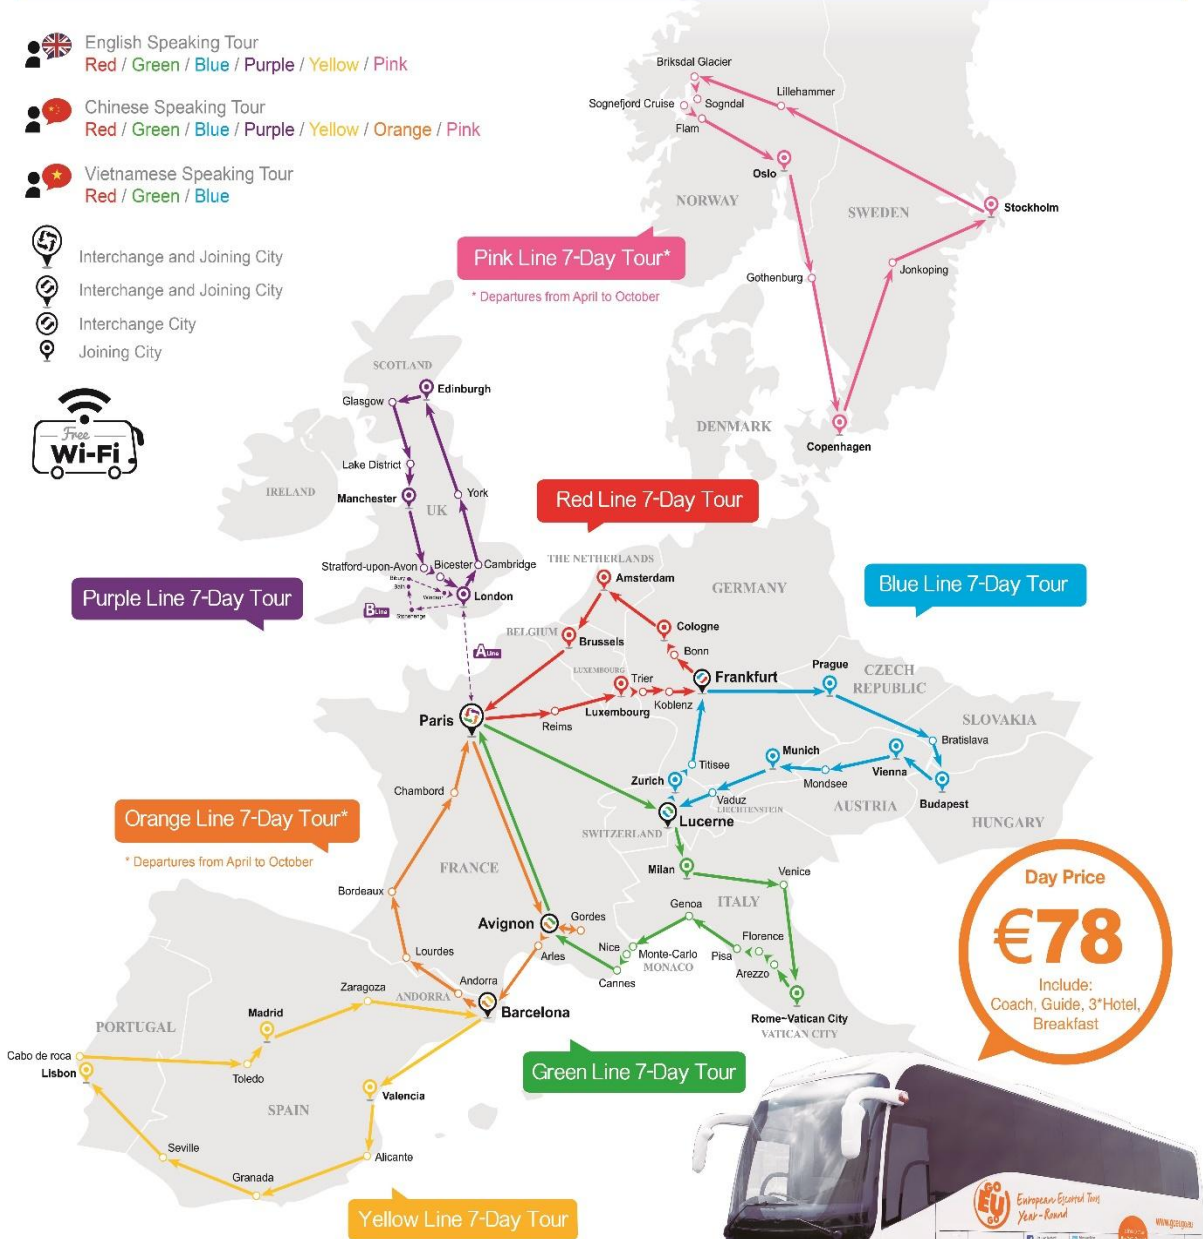 English Speaking Tour
Red / Green / Blue / Purple / Yellow / Pink
Chinese Speaking Tour
Red / Green / Blue / Purple / Yellow / Orange / Pink
Vietnamese Speaking Tour
Red / Green / Blue
Interchange and Joining City
Interchange and Joining City
Interchange City
Joining City
Free
Wi-Fi
Briksdal Glacier
Lillehammer
Sognefjord Cruise
Sogndal
Flam
Oslo
NORWAY
SWEDEN
Stockholm
Pink Line 7-Day Tour*
* Departures from April to October
Gothenburg
Jonkoping
DENMARK
Copenhagen
SCOTLAND
Edinburgh
Glasgow
Lake District
IRELAND
Manchester
York
UK
Stratford-upon-Avon
Bicester
Cambridge
Bibury
Bath
Windsor
London
Stonehenge
B Line
A Line
Purple Line 7-Day Tour
Red Line 7-Day Tour
THE NETHERLANDS
Amsterdam
GERMANY
Blue Line 7-Day Tour
BELGIUM
Brussels
Cologne
Bonn
LUXEMBOURG
Trier
Frankfurt
Prague
CZECH
REPUBLIC
Paris
Reims
Luxembourg
Koblenz
SLOVAKIA
Bratislava
Titisee
Munich
Vienna
Zurich
Vaduz
Mondsee
Budapest
LIECHTENSTEIN
AUSTRIA
HUNGARY
Chambord
Lucerne
SWITZERLAND
Orange Line 7-Day Tour*
* Departures from April to October
FRANCE
Milan
Venice
Bordeaux
ITALY
Genoa
Avignon
Gordes
Florence
Nice
Monte-Carlo
Pisa
MONACO
Arezzo
Lourdes
Arles
Cannes
Andorra
ANDORRA
Zaragoza
Barcelona
Rome-Vatican City
VATICAN CITY
Madrid
PORTUGAL
Cabo de roca
Lisbon
Toledo
Green Line 7-Day Tour
Valencia
SPAIN
Seville
Alicante
Granada
Yellow Line 7-Day Tour
Day Price
€78
Include:
Coach, Guide, 3*Hotel,
Breakfast
GO
EU
GO
European Escorted Tours
Year-Round